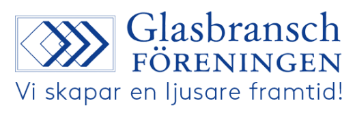 Glasbransch
FÖRENINGEN
Vi skapar en ljusare framtid!